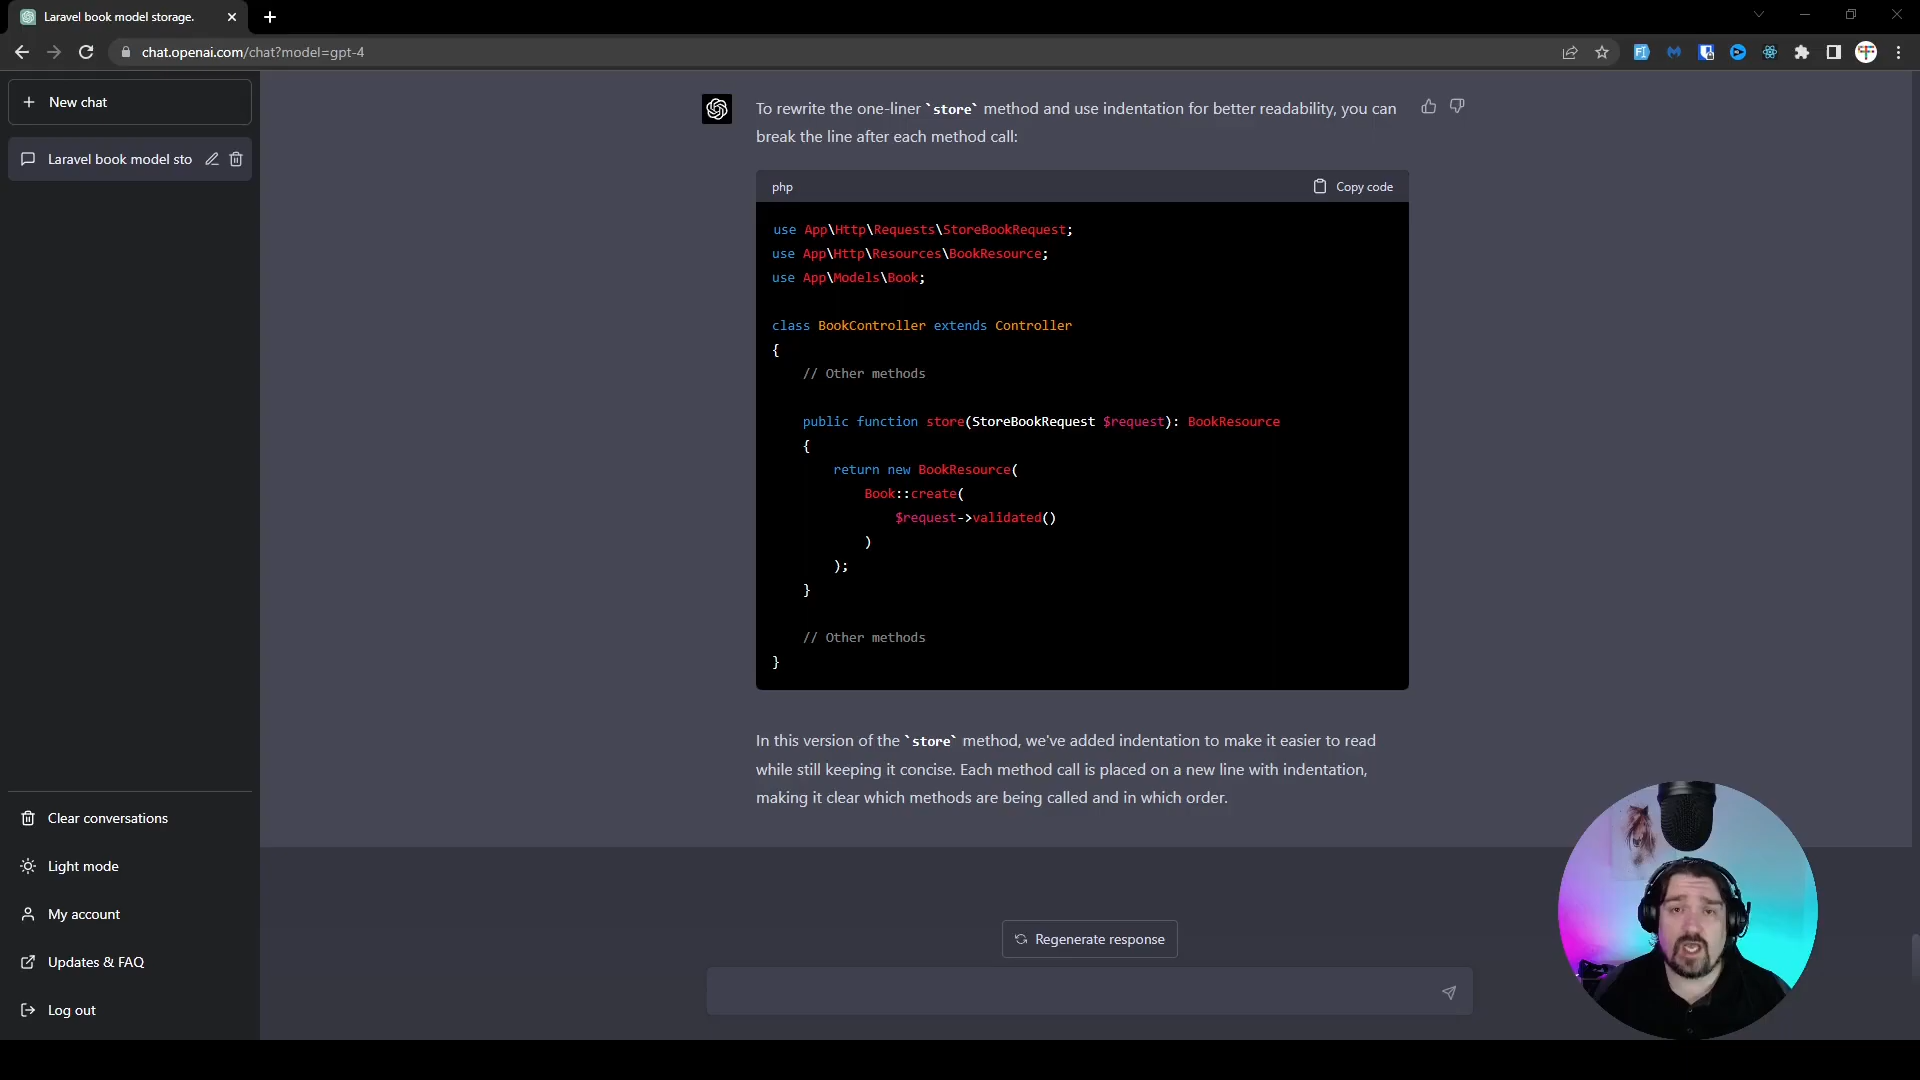 Laravel book model storage.
chat.openai.com/chat?model=gpt-4
New chat
Laravel book model sto
To rewrite the one-liner `store` method and use indentation for better readability, you can
break the line after each method call:
php
Copy code
use App\Http\Requests\StoreBookRequest;
use App\Http\Resources\BookResource;
use App\Models\Book;
class BookController extends Controller
{
// Other methods
public function store(StoreBookRequest $request): BookResource
{
return new BookResource(
Book::create(
$request->validated()
)
);
}
// Other methods
}
In this version of the `store` method, we've added indentation to make it easier to read
while still keeping it concise. Each method call is placed on a new line with indentation,
making it clear which methods are being called and in which order.
Clear conversations
Light mode
My account
Updates & FAQ
Log out
Regenerate response